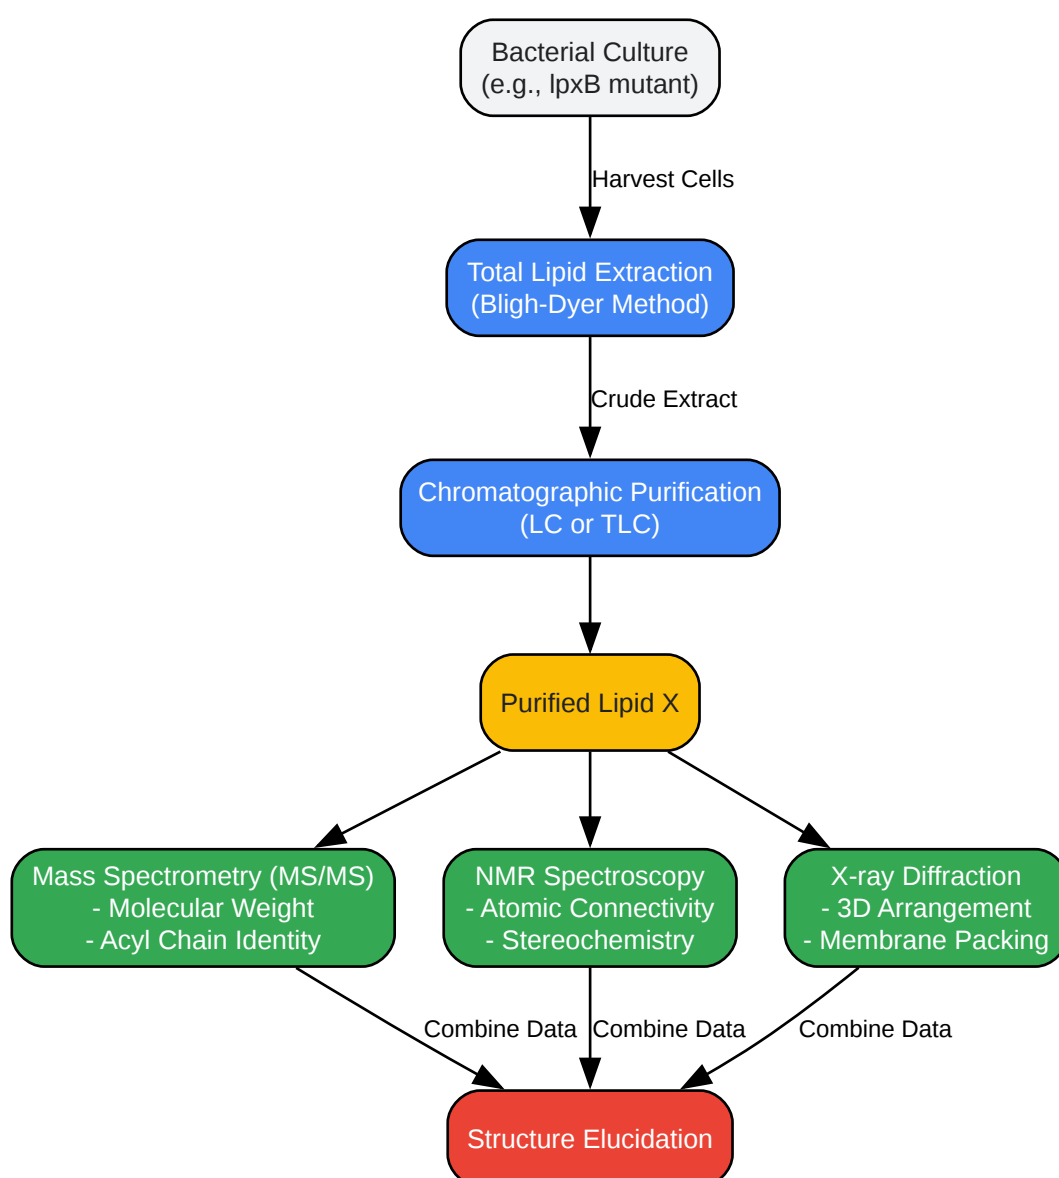 Bacterial Culture
(e.g., lpxB mutant)
Harvest Cells
Total Lipid Extraction
(Bligh-Dyer Method)
Crude Extract
Chromatographic Purification
(LC or TLC)
Purified Lipid X
Mass Spectrometry (MS/MS)
- Molecular Weight
- Acyl Chain Identity
NMR Spectroscopy
- Atomic Connectivity
- Stereochemistry
X-ray Diffraction
- 3D Arrangement
- Membrane Packing
Combine Data
Combine Data
Combine Data
Structure Elucidation